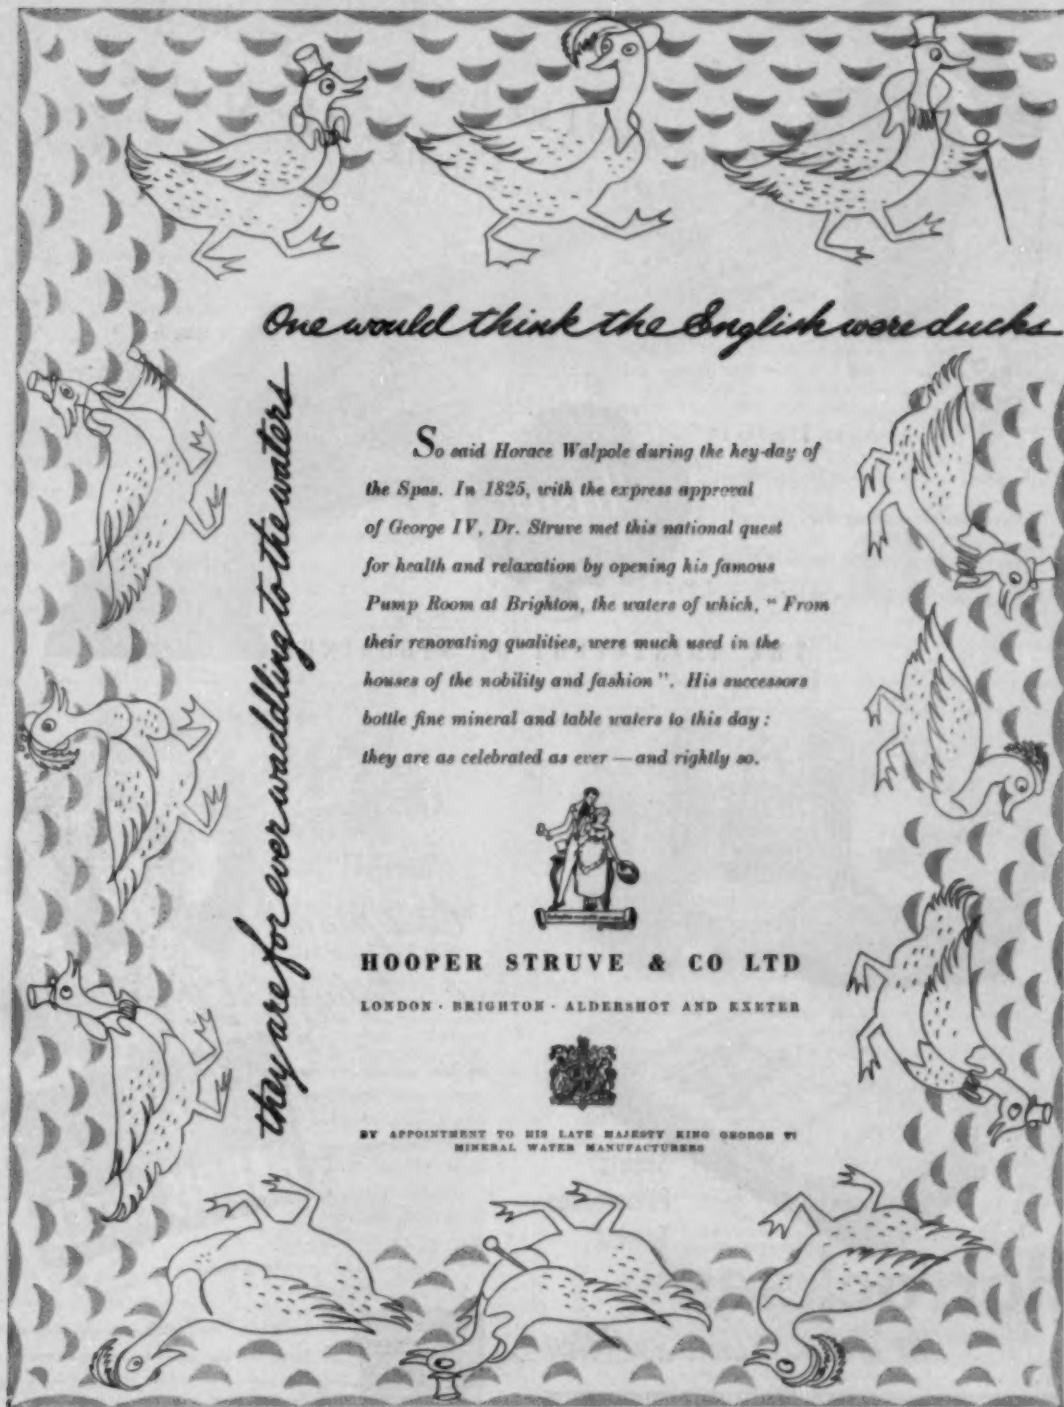 One would think the English were ducks
they are for ever waddling to the waters
So said Horace Walpole during the hey-day of
the Spas. In 1825, with the express approval
of George IV, Dr. Struve met this national quest
for health and relaxation by opening his famous
Pump Room at Brighton, the waters of which, “ From
their renovating qualities, were much used in the
houses of the nobility and fashion ”. His successors
bottle fine mineral and table waters to this day :
they are as celebrated as ever — and rightly so.
HOOPER STRUVE & CO LTD
LONDON · BRIGHTON · ALDERSHOT AND EXETER
BY APPOINTMENT TO HIS LATE MAJESTY KING GEORGE VI
MINERAL WATER MANUFACTURERS